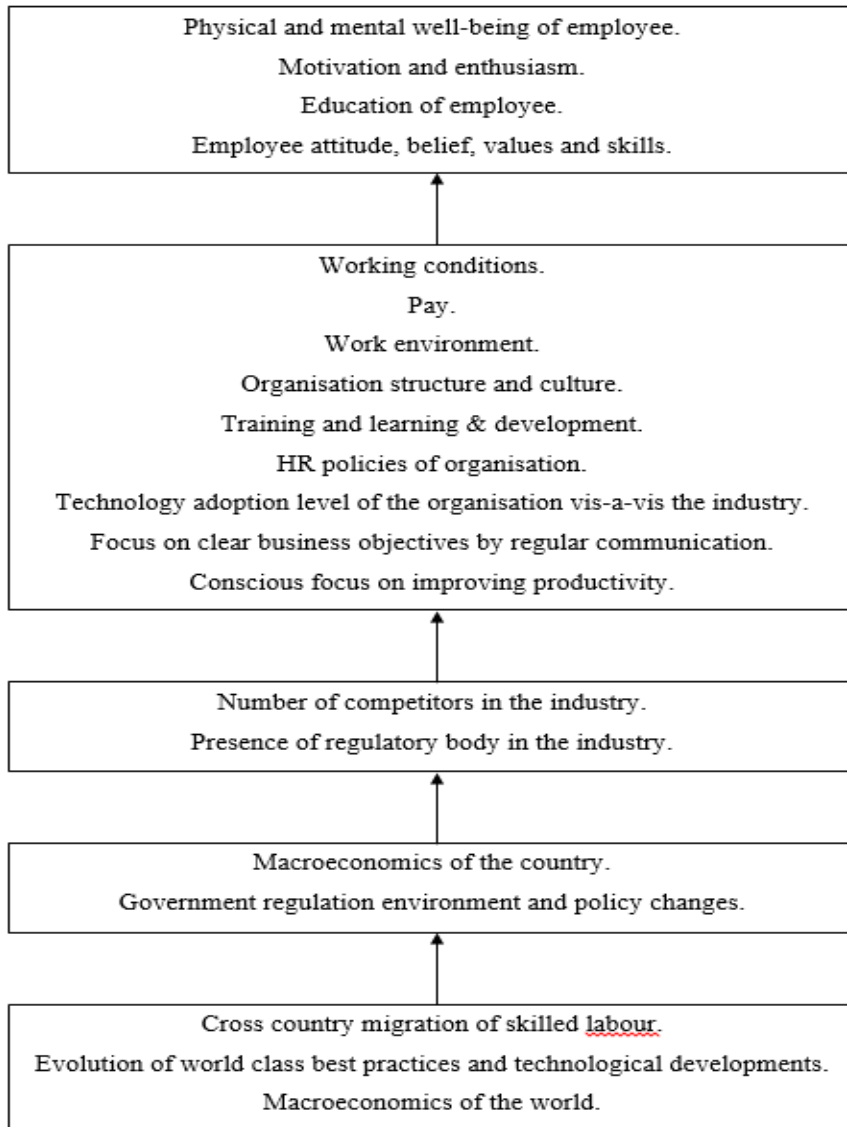 Physical and mental well-being of employee.
Motivation and enthusiasm.
Education of employee.
Employee attitude, belief, values and skills.
Working conditions.
Pay.
Work environment.
Organisation structure and culture.
Training and learning & development.
HR policies of organisation.
Technology adoption level of the organisation vis-a-vis the industry.
Focus on clear business objectives by regular communication.
Conscious focus on improving productivity.
Number of competitors in the industry.
Presence of regulatory body in the industry.
Macroeconomics of the country.
Government regulation environment and policy changes.
Cross country migration of skilled labour.
Evolution of world class best practices and technological developments.
Macroeconomics of the world.